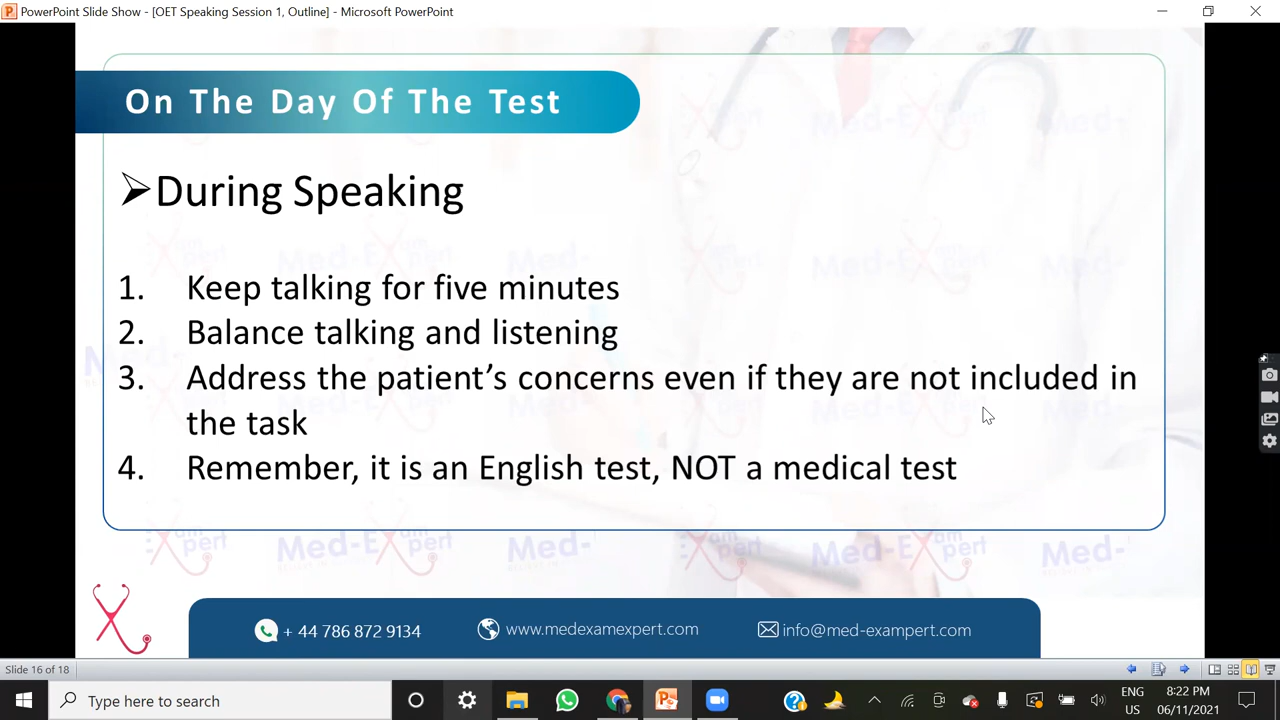 PowerPoint Slide Show - [OET Speaking Session 1, Outline] - Microsoft PowerPoint
On The Day Of The Test
➢During Speaking
1. Keep talking for five minutes
2. Balance talking and listening
3. Address the patient's concerns even if they are not included in
the task
4. Remember, it is an English test, NOT a medical test
+ 44 786 872 9134
www.medexamexpert.com
info@med-exampert.com
Slide 16 of 18
Type here to search
ENG
US
8:22 PM
06/11/2021